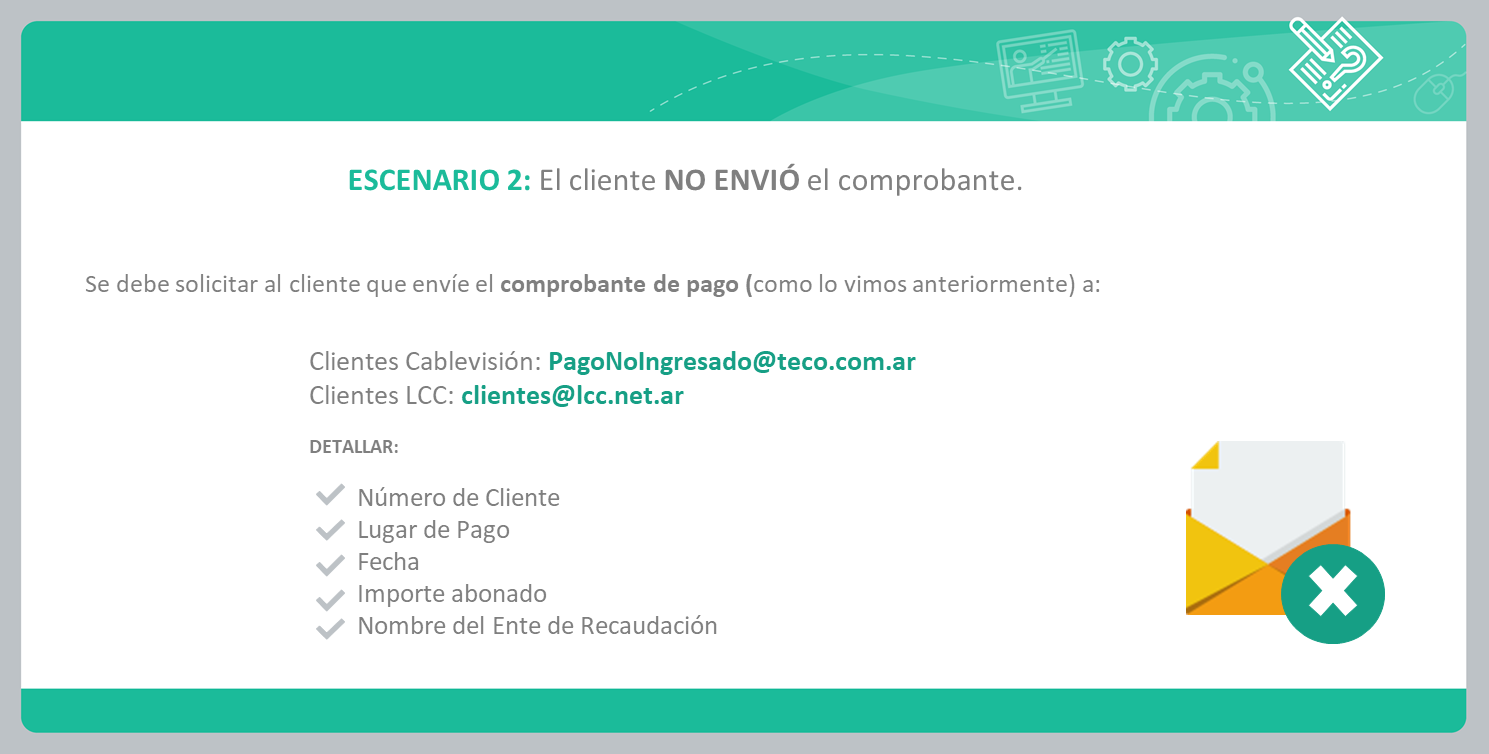 ESCENARIO 2: El cliente NO ENVIÓ el comprobante.
Se debe solicitar al cliente que envíe el comprobante de pago (como lo vimos anteriormente) a:
Clientes Cablevisión: PagoNoIngresado@teco.com.ar
Clientes LCC: clientes@lcc.net.ar
DETALLAR:
Número de Cliente
Lugar de Pago
Fecha
Importe abonado
Nombre del Ente de Recaudación